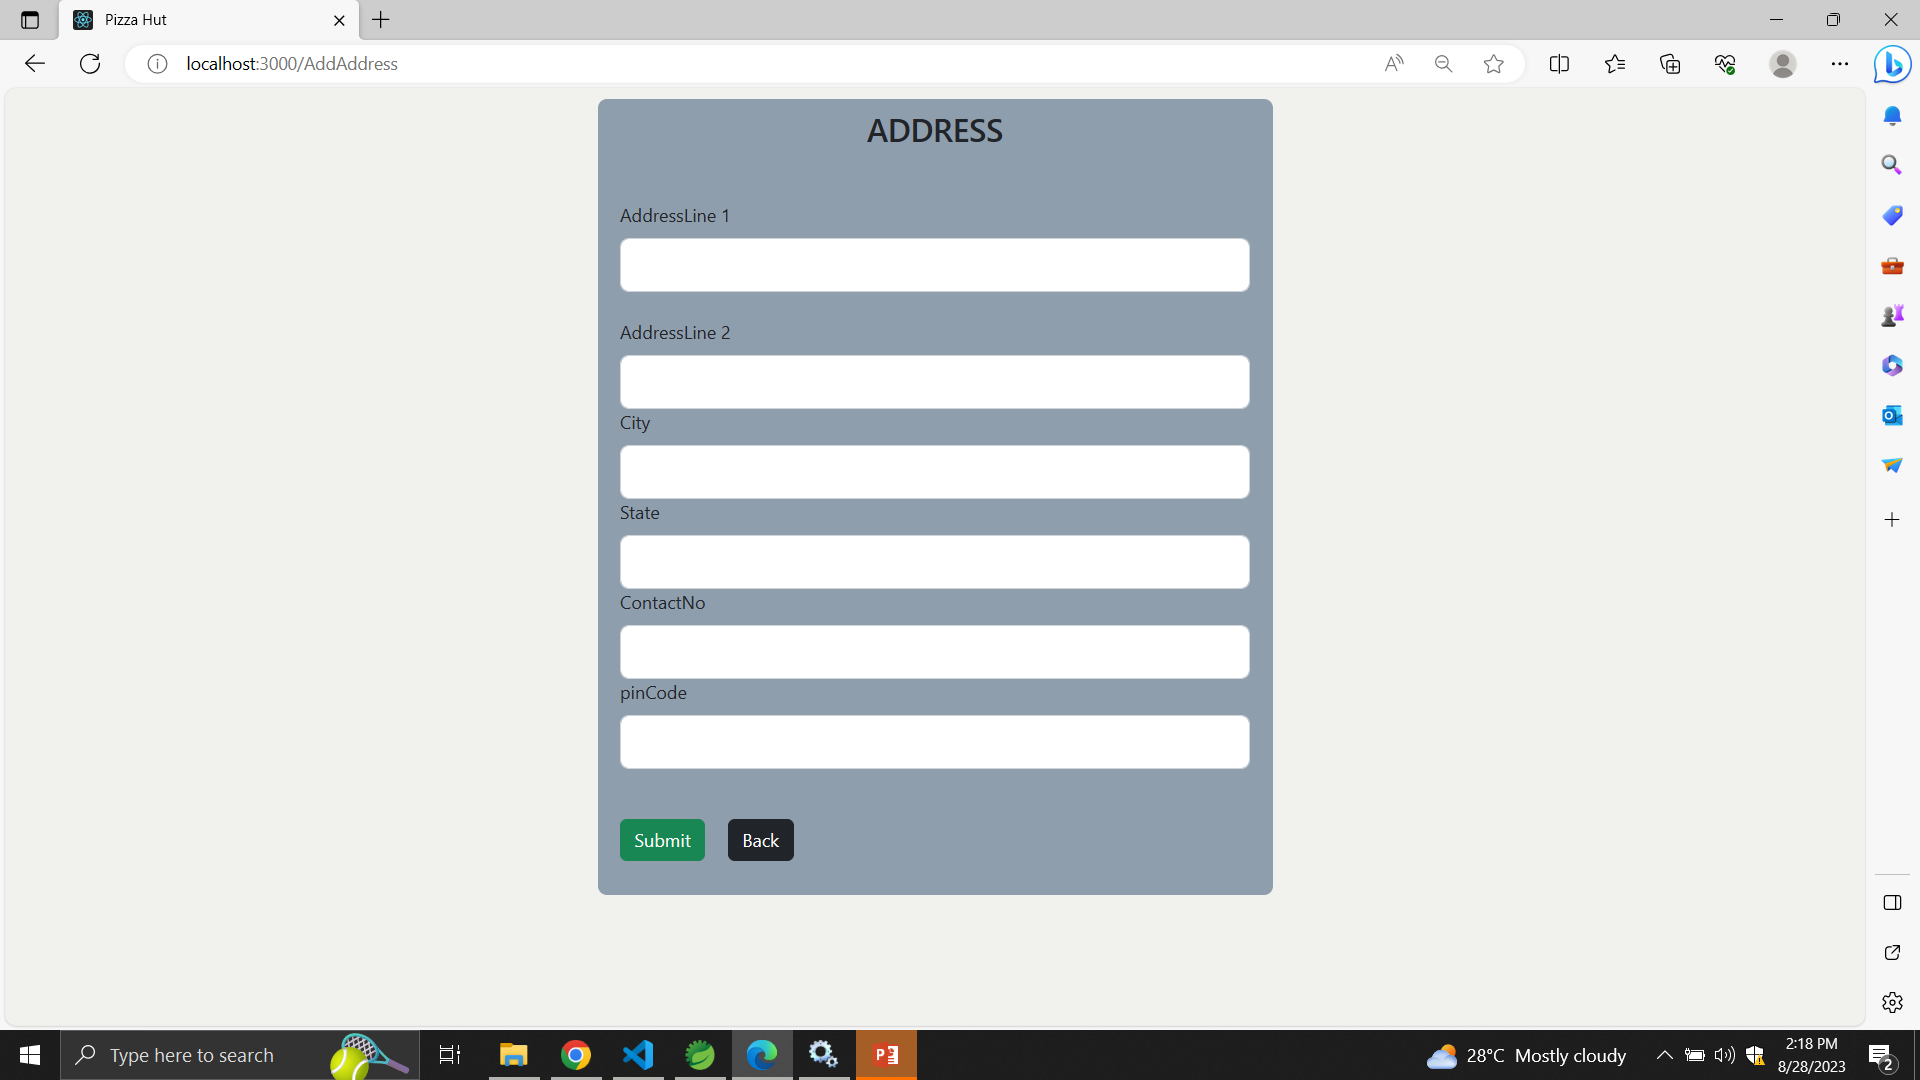 Pizza Hut
localhost:3000/AddAddress
ADDRESS
AddressLine 1
AddressLine 2
City
State
ContactNo
pinCode
Submit
Back
Type here to search
28°C Mostly cloudy
2:18 PM
8/28/2023
2